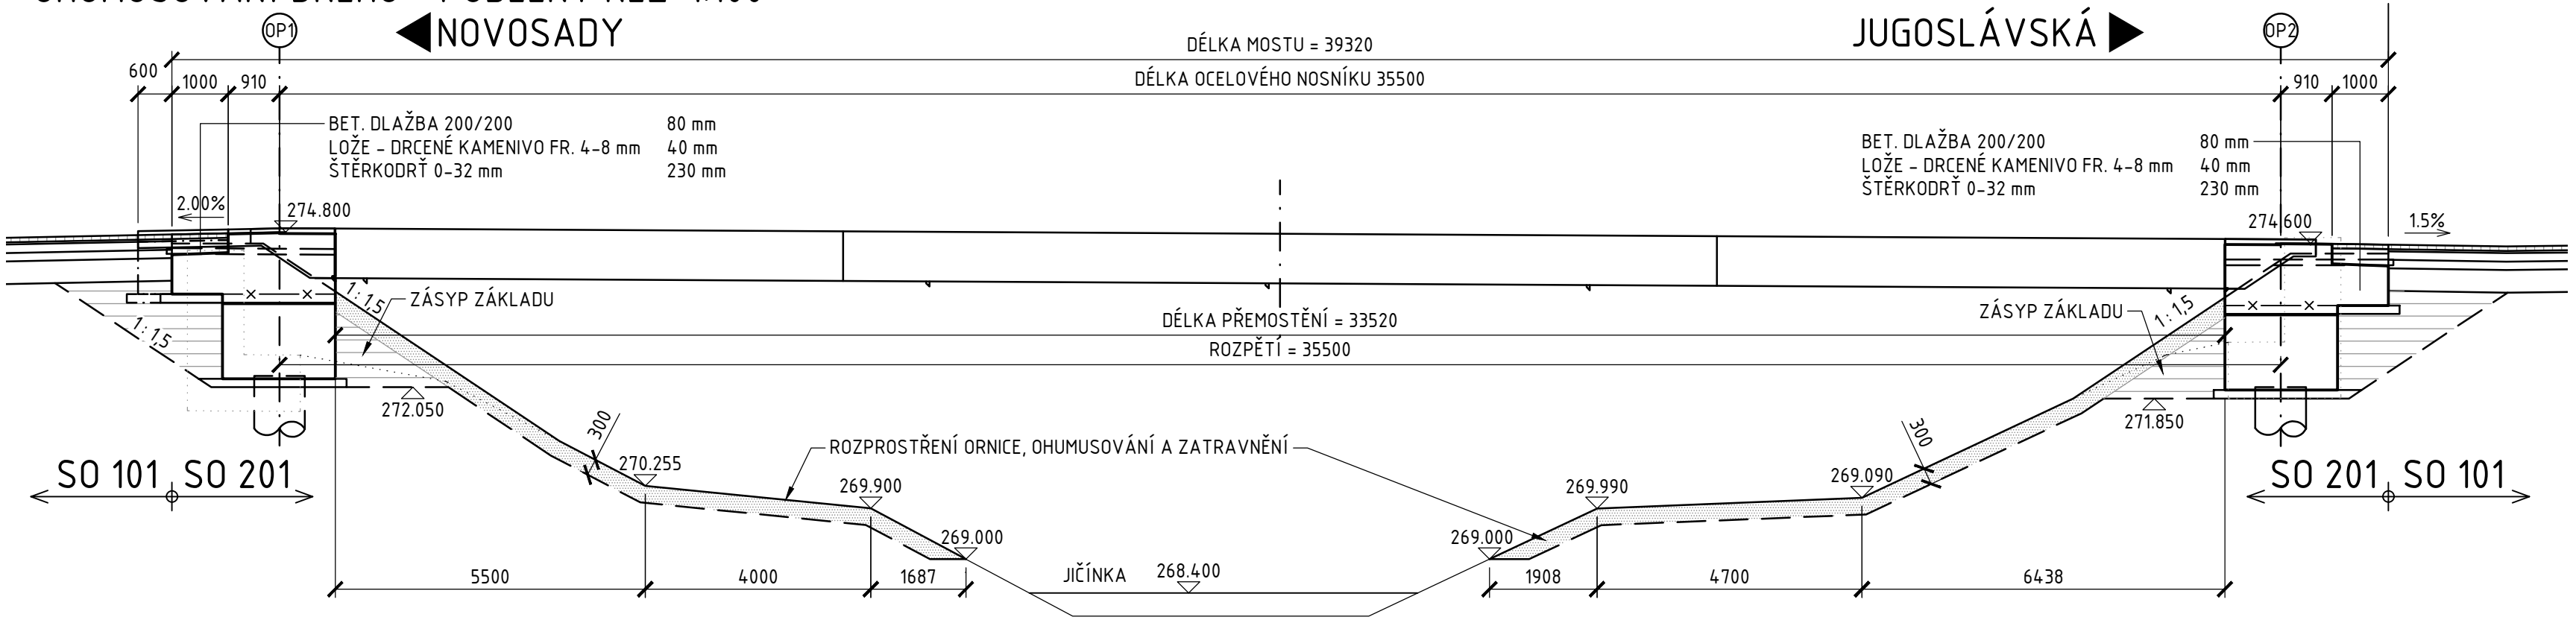 OP1
NOVOSADY
JUGOSLÁVSKÁ
OP2
DÉLKA MOSTU = 39320
600
1000
910
DÉLKA OCELOVÉHO NOSNÍKU 35500
910
1000
BET. DLAŽBA 200/200 80 mm
LOŽE - DRCENÉ KAMENIVO FR. 4-8 mm 40 mm
ŠTĚRKODRŤ 0-32 mm 230 mm
BET. DLAŽBA 200/200 80 mm
LOŽE - DRCENÉ KAMENIVO FR. 4-8 mm 40 mm
ŠTĚRKODRŤ 0-32 mm 230 mm
2.00%
274.800
274.600
1.5%
1:1,5
1:1,5
ZÁSYP ZÁKLADU
DÉLKA PŘEMOSTĚNÍ = 33520
ZÁSYP ZÁKLADU
1:1,5
ROZPĚTÍ = 35500
272.050
271.850
300
300
ROZPROSTŘENÍ ORNICE, OHUMUSOVÁNÍ A ZATRAVNĚNÍ
SO 101
SO 201
270.255
269.900
269.990
269.090
SO 201
SO 101
269.000
269.000
5500
4000
1687
JIČÍNKA
268.400
1908
4700
6438